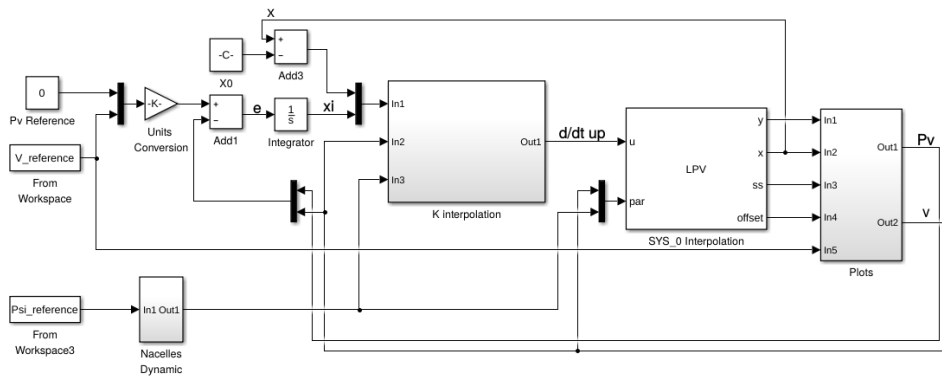 x
+
−
Add3
-C-
X0
0
Pv Reference
-K-
Units
Conversion
+
−
Add1
e
1
s
Integrator
xi
In1
In2
In3
Out1
K interpolation
d/dt up
u
par
LPV
y
x
ss
offset
SYS_0 Interpolation
In1
In2
In3
In4
In5
Out1
Out2
Plots
Pv
v
V_reference
From
Workspace
Psi_reference
From
Workspace3
In1 Out1
Nacelles
Dynamic